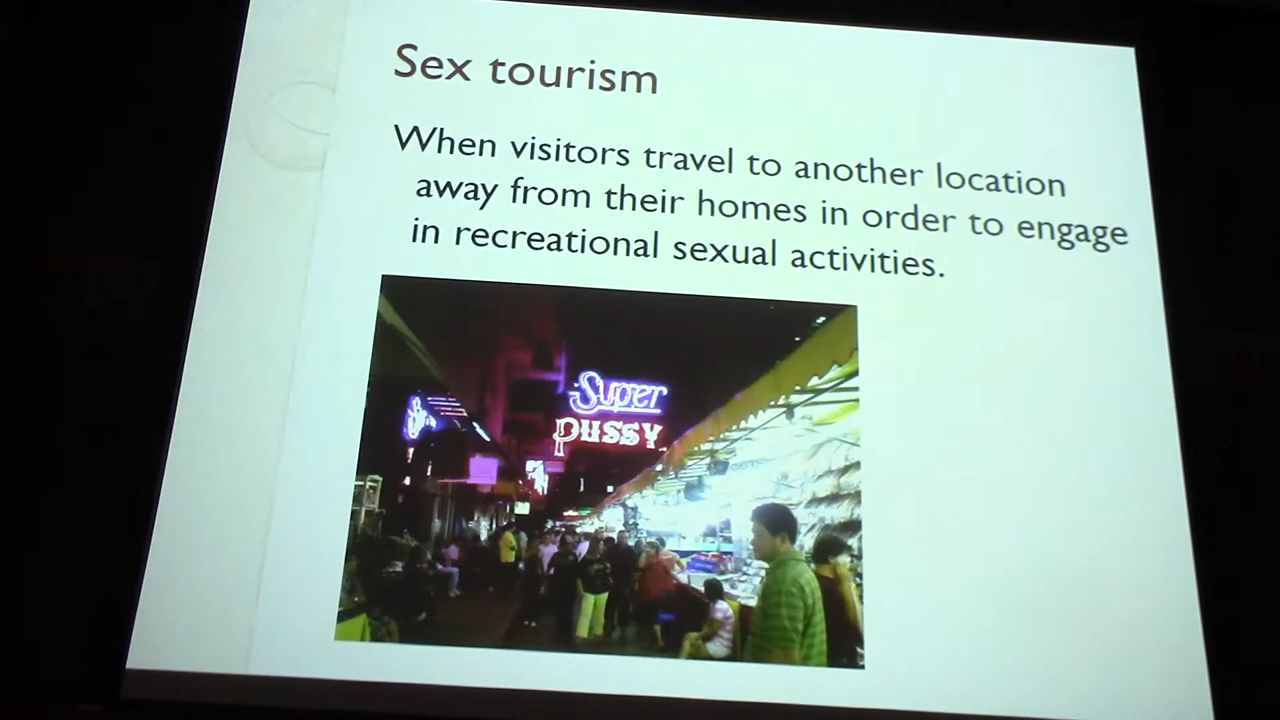 Sex tourism
When visitors travel to another location
away from their homes in order to engage
in recreational sexual activities.
Super
PUSSY